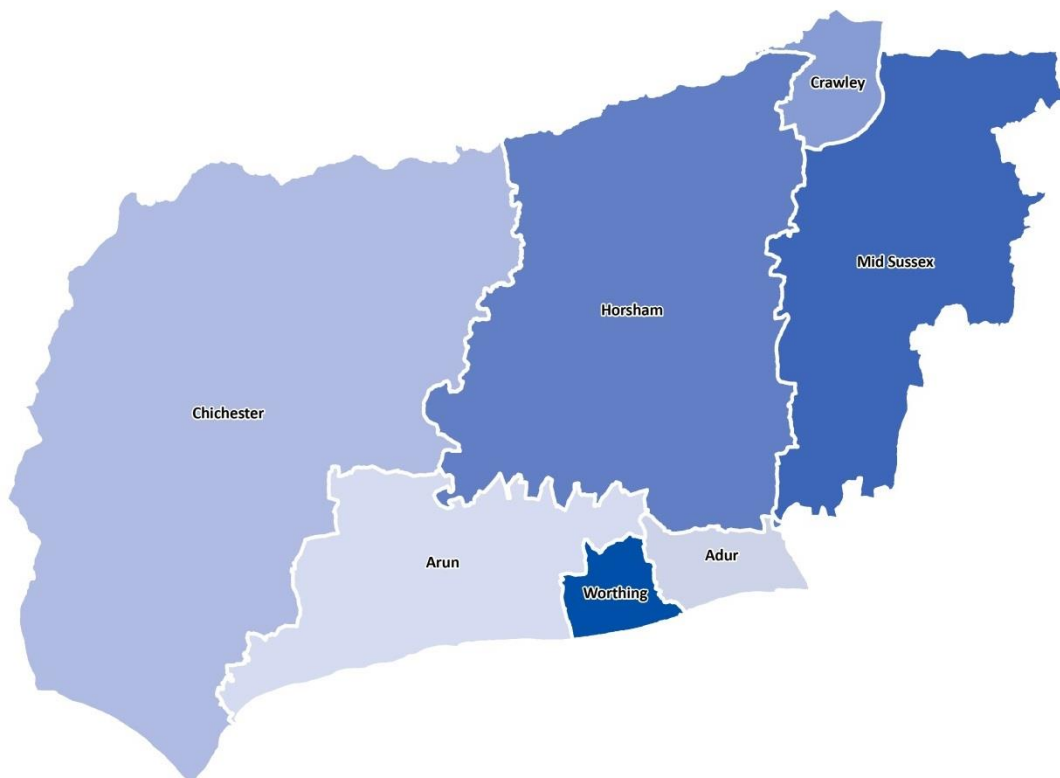 Crawley
Mid Sussex
Horsham
Chichester
Arun
Adur
Worthing